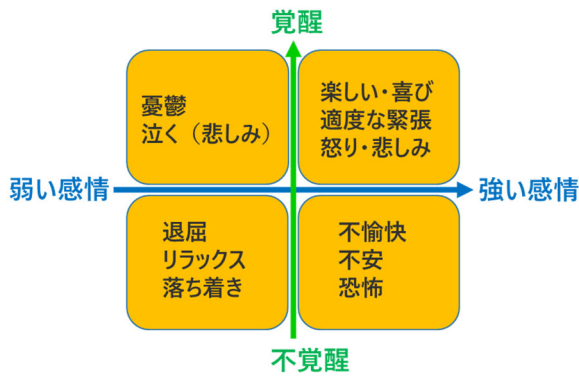 覚醒
憂鬱
泣く（悲しみ）
楽しい・喜び
適度な緊張
怒り・悲しみ
弱い感情
強い感情
退屈
リラックス
落ち着き
不愉快
不安
恐怖
不覚醒